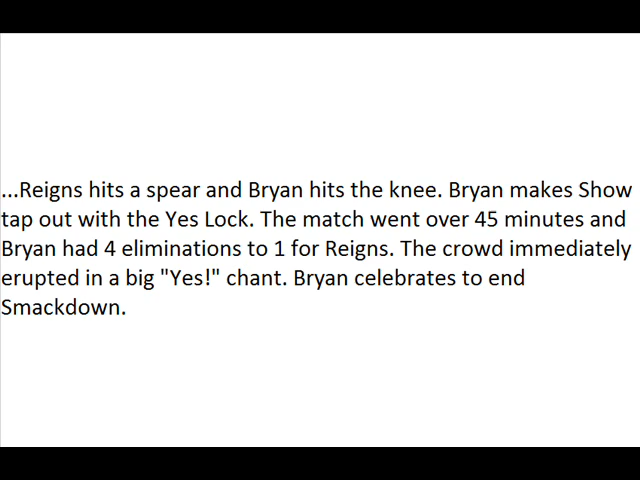 ...Reigns hits a spear and Bryan hits the knee. Bryan makes Show
tap out with the Yes Lock. The match went over 45 minutes and
Bryan had 4 eliminations to 1 for Reigns. The crowd immediately
erupted in a big "Yes!" chant. Bryan celebrates to end
Smackdown.